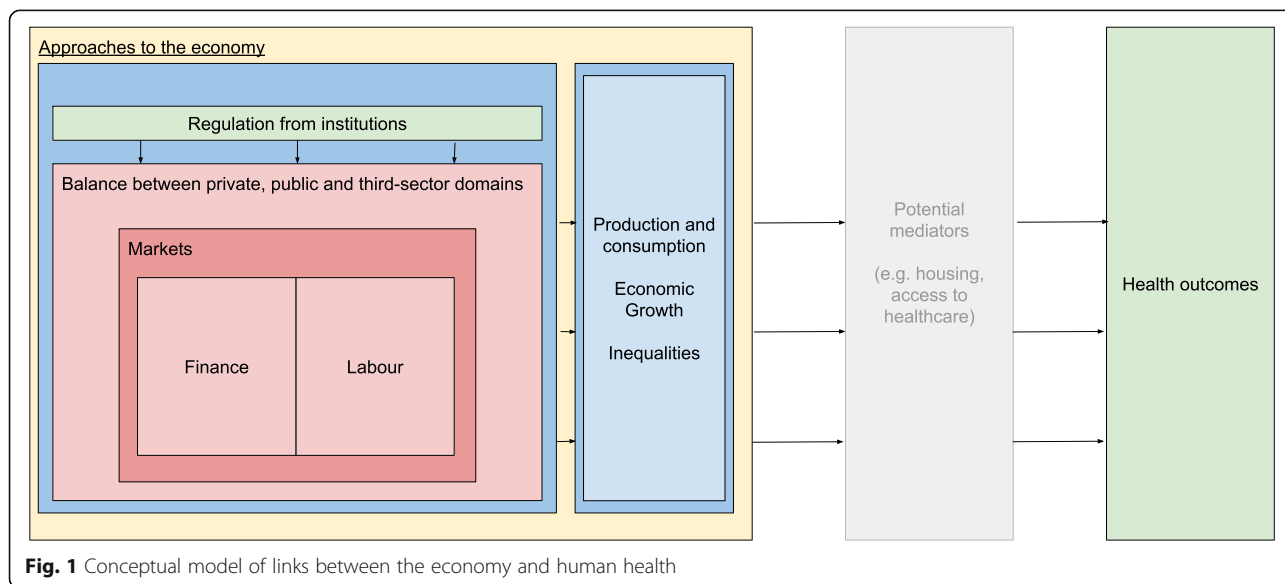 Approaches to the economy
Regulation from institutions
Balance between private, public and third-sector domains
Markets
Finance
Labour
Production and
consumption
Economic
Growth
Inequalities
Potential
mediators
(e.g. housing,
access to
healthcare)
Health outcomes
Fig. 1 Conceptual model of links between the economy and human health